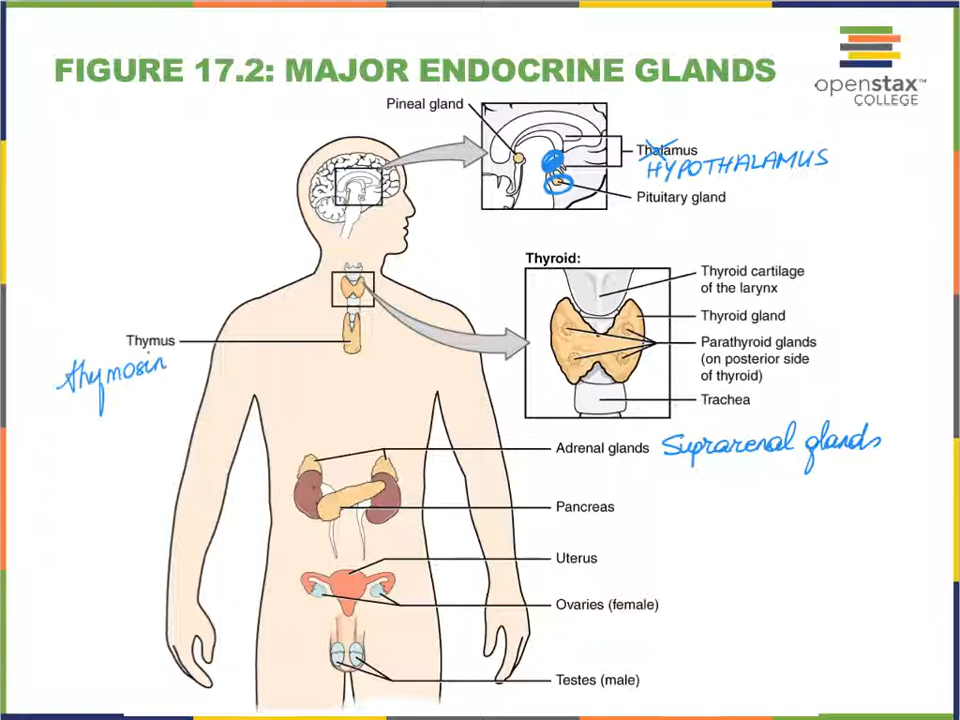 FIGURE 17.2: MAJOR ENDOCRINE GLANDS
openstax™
COLLEGE
Pineal gland
Thalamus
HYPOTHALAMUS
Pituitary gland
Thyroid:
Thyroid cartilage
of the larynx
Thyroid gland
Parathyroid glands
(on posterior side
of thyroid)
Trachea
Thymus
thymosin
Adrenal glands Suprarenal glands
Pancreas
Uterus
Ovaries (female)
Testes (male)